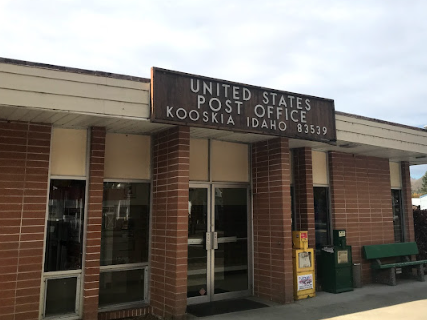 UNITED STATES
POST OFFICE
KOOSKIA IDAHO 83539